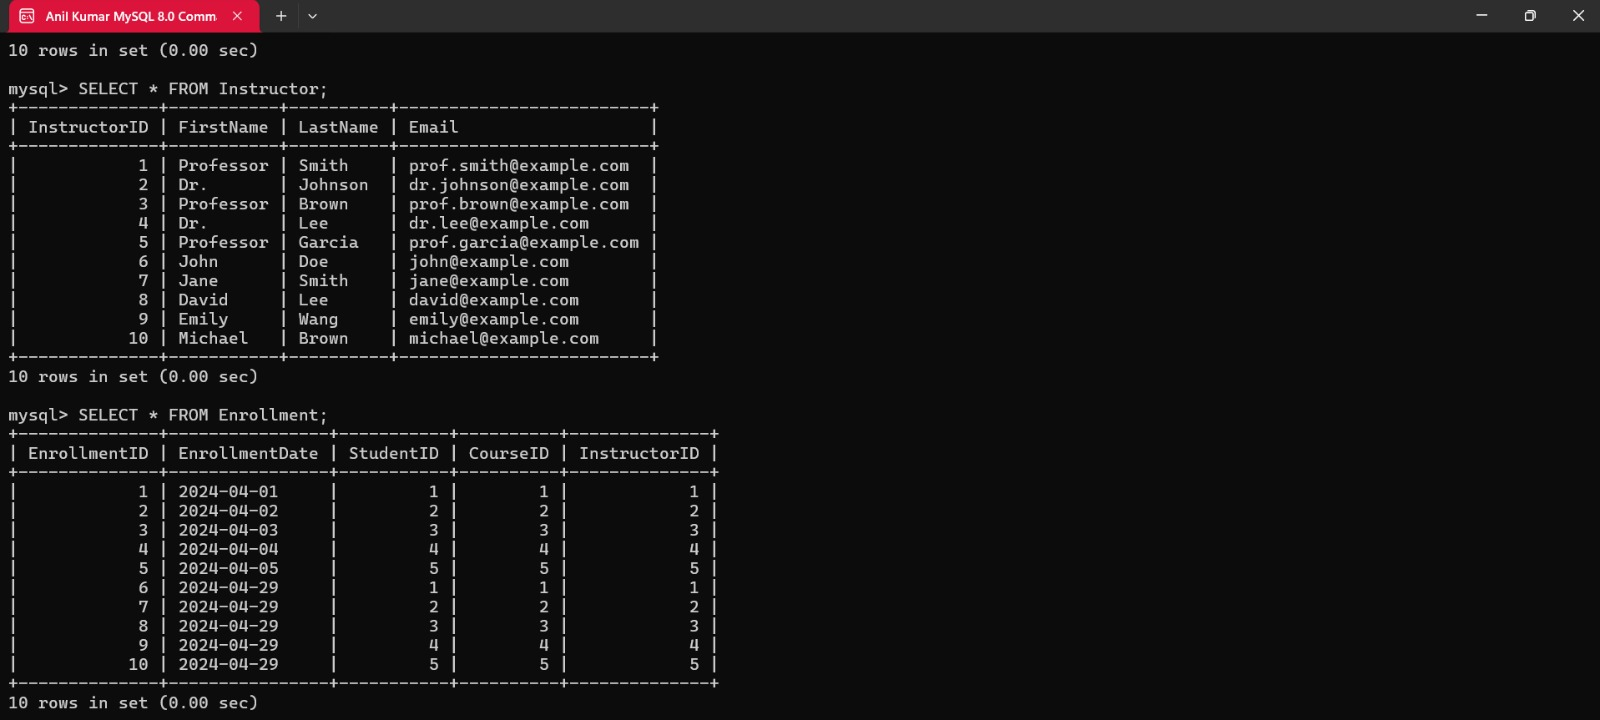 Anil Kumar MySQL 8.0 Comm
10 rows in set (0.00 sec)
mysql> SELECT * FROM Instructor;
+--------------+-----------+----------+-------------------------+
| InstructorID | FirstName | LastName | Email                   |
+--------------+-----------+----------+-------------------------+
|            1 | Professor | Smith    | prof.smith@example.com  |
|            2 | Dr.       | Johnson  | dr.johnson@example.com  |
|            3 | Professor | Brown    | prof.brown@example.com  |
|            4 | Dr.       | Lee      | dr.lee@example.com      |
|            5 | Professor | Garcia   | prof.garcia@example.com |
|            6 | John      | Doe      | john@example.com        |
|            7 | Jane      | Smith    | jane@example.com        |
|            8 | David     | Lee      | david@example.com       |
|            9 | Emily     | Wang     | emily@example.com       |
|           10 | Michael   | Brown    | michael@example.com     |
+--------------+-----------+----------+-------------------------+
10 rows in set (0.00 sec)
mysql> SELECT * FROM Enrollment;
+--------------+----------------+-----------+----------+--------------+
| EnrollmentID | EnrollmentDate | StudentID | CourseID | InstructorID |
+--------------+----------------+-----------+----------+--------------+
|            1 | 2024-04-01     |         1 |        1 |            1 |
|            2 | 2024-04-02     |         2 |        2 |            2 |
|            3 | 2024-04-03     |         3 |        3 |            3 |
|            4 | 2024-04-04     |         4 |        4 |            4 |
|            5 | 2024-04-05     |         5 |        5 |            5 |
|            6 | 2024-04-29     |         1 |        1 |            1 |
|            7 | 2024-04-29     |         2 |        2 |            2 |
|            8 | 2024-04-29     |         3 |        3 |            3 |
|            9 | 2024-04-29     |         4 |        4 |            4 |
|           10 | 2024-04-29     |         5 |        5 |            5 |
+--------------+----------------+-----------+----------+--------------+
10 rows in set (0.00 sec)